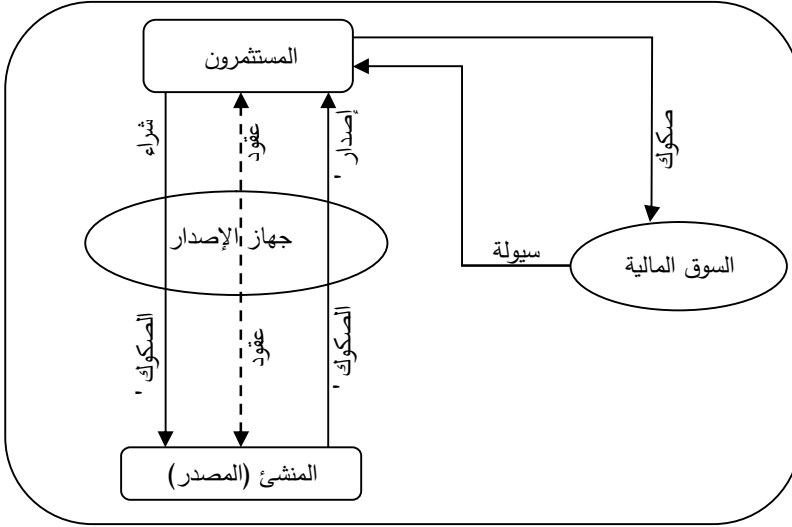 المستثمرون
شراء
عقود
إصدار '
صكوك
جهاز الإصدار
سيولة
السوق المالية
الصكوك '
عقود
الصكوك '
المنشئ (المصدر)